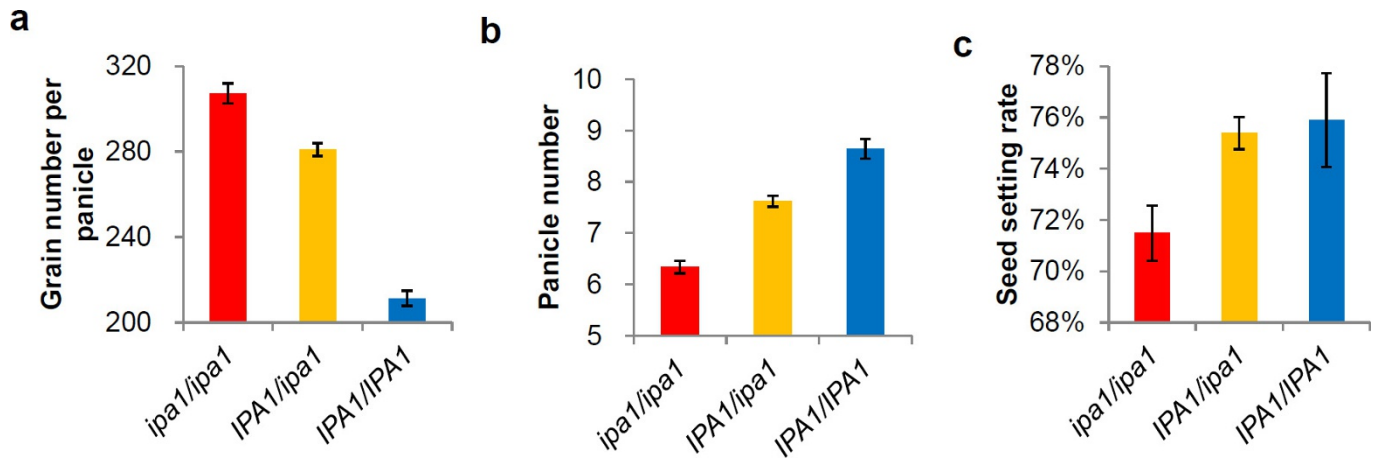 a
Grain number per
panicle
320
280
240
200
ipa1/ipa1
IPA1/ipa1
IPA1/IPA1
b
Panicle number
10
9
8
7
6
5
ipa1/ipa1
IPA1/ipa1
IPA1/IPA1
c
Seed setting rate
78%
76%
74%
72%
70%
68%
ipa1/ipa1
IPA1/ipa1
IPA1/IPA1